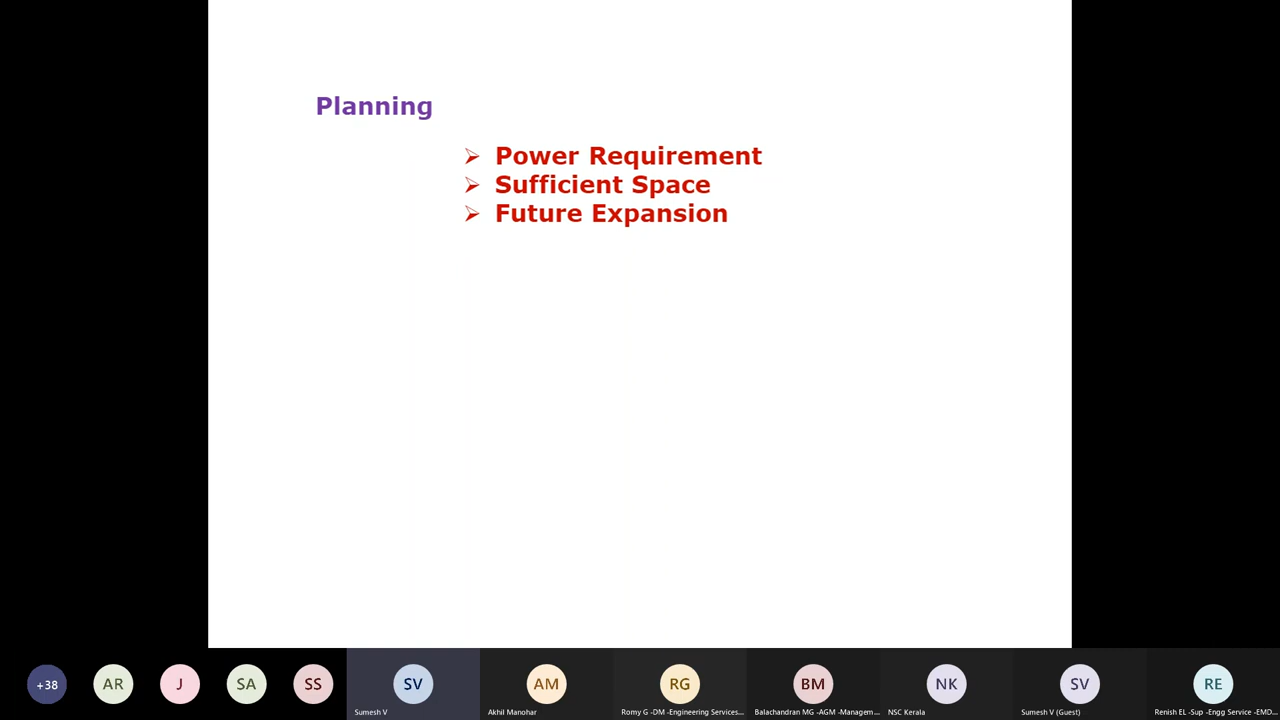 Planning
Power Requirement
Sufficient Space
Future Expansion
+38
AR
J
SA
SS
SV
AM
RG
BM
NK
SV
RE
Sumesh V
Akhil Manohar
Romy G -DM -Engineering Services...
Balachandran MG -AGM -Managem...
NSC Kerala
Sumesh V (Guest)
Renish EL -Sup -Engg Service -EMD...